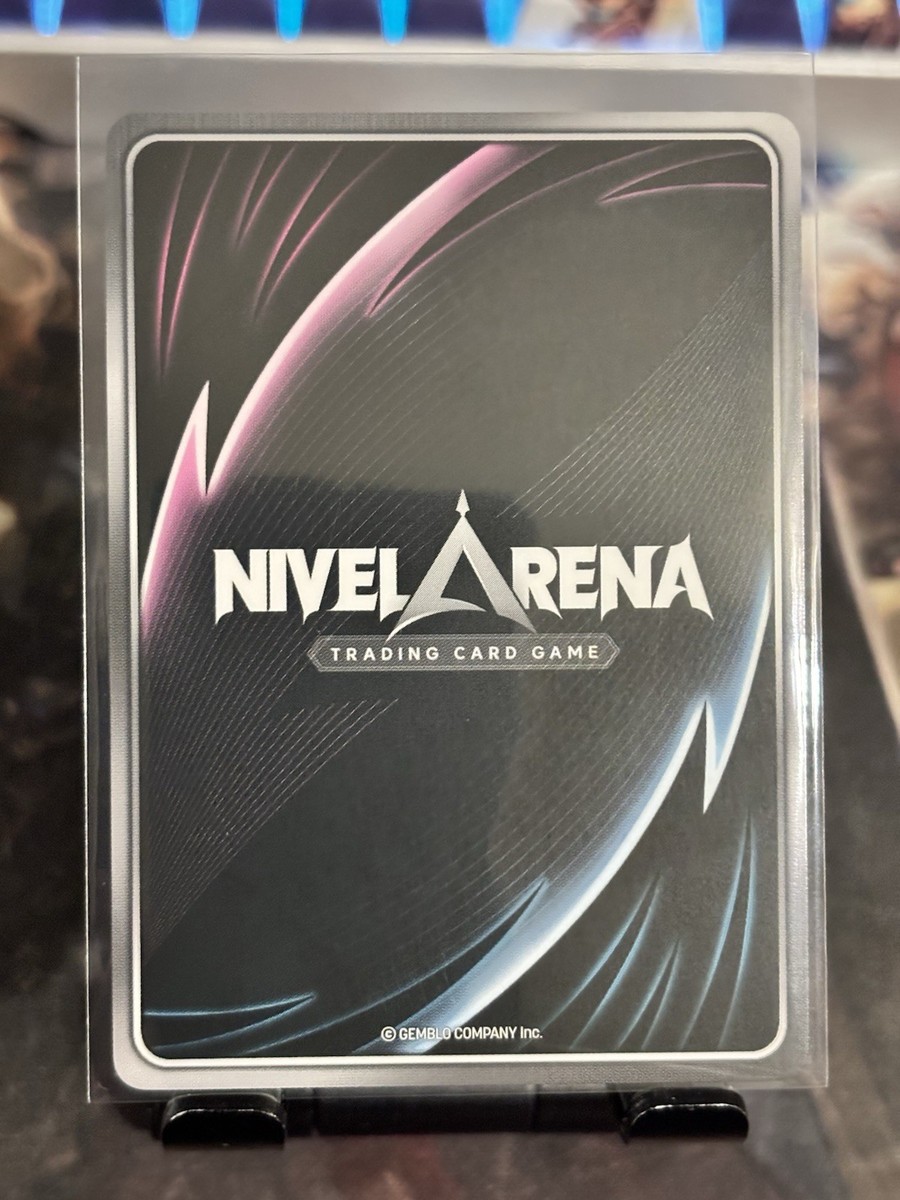 NIVEL ARENA
TRADING CARD GAME
© GEMBLO COMPANY Inc.